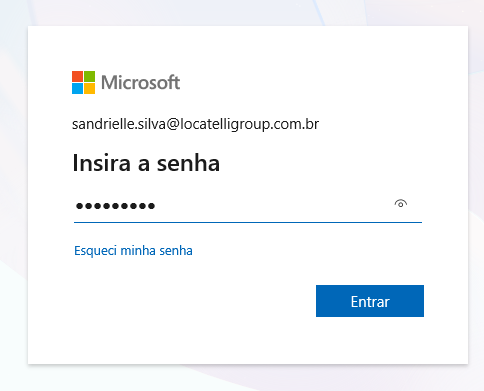 Microsoft
sandrielle.silva@locatelligroup.com.br
Insira a senha
•••••••••
Esqueci minha senha
Entrar